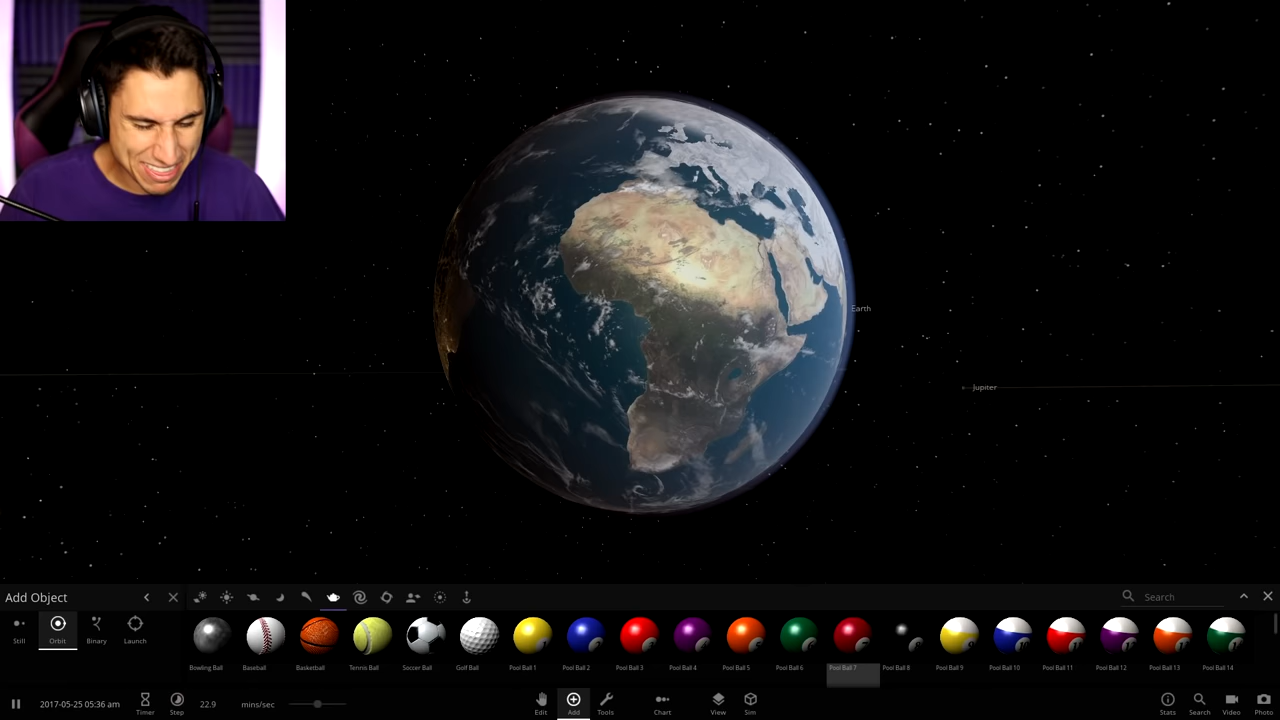 Earth
Jupiter
Add Object
Search
Still
Orbit
Binary
Launch
Bowling Ball
Baseball
Basketball
Tennis Ball
Soccer Ball
Golf Ball
Pool Ball 1
Pool Ball 2
Pool Ball 3
Pool Ball 4
Pool Ball 5
Pool Ball 6
Pool Ball 7
Pool Ball 8
Pool Ball 9
Pool Ball 10
Pool Ball 11
Pool Ball 12
Pool Ball 13
Pool Ball 14
2017-05-25 05:36 am
Timer
Step
22.9
mins/sec
Edit
Add
Tools
Chart
View
Sim
Stats
Search
Video
Photo